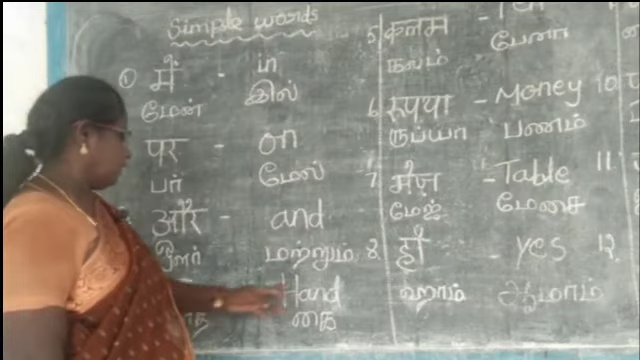 Simple words
① में - in
மேன் இல்
पर - on
பர் மேல்
और - and
ஔர் மற்றும்
Hand
கை
5. कलम - Pen
கலம் பேனா
6. रुपया - Money
ருப்யா பணம்
7. मेज़ - Table
மேஜ் மேசை
8. हाँ - yes
ஹாம் ஆமாம்
10.
11.
12.